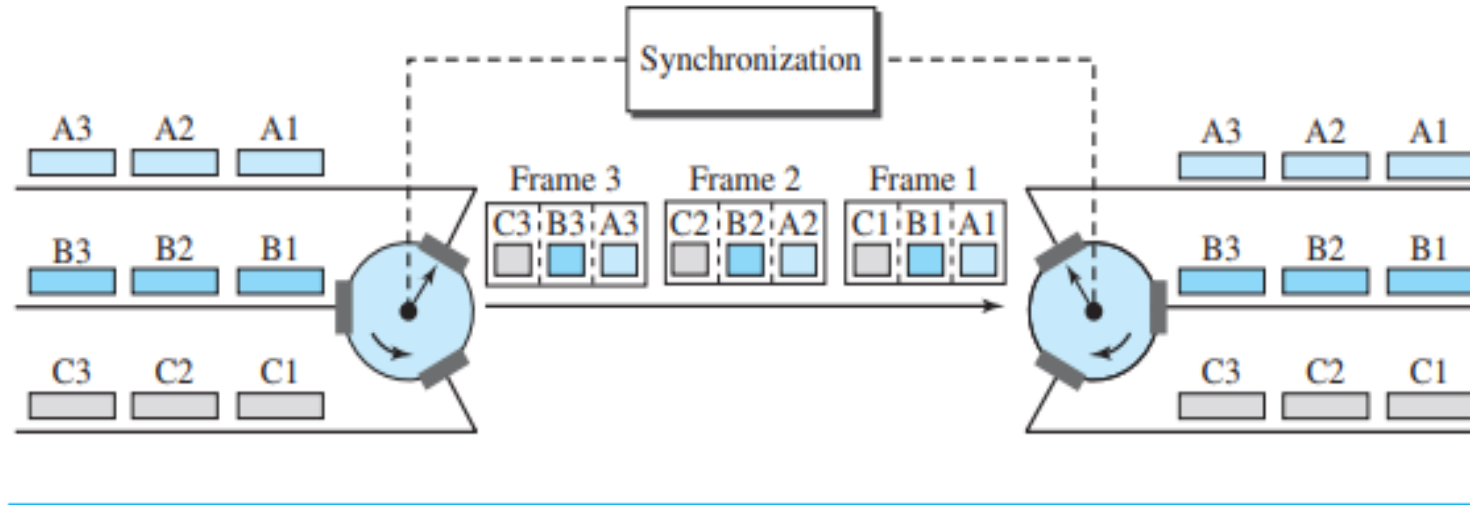 Synchronization
A3 A2 A1
A3 A2 A1
Frame 3 Frame 2 Frame 1
C3 B3 A3 C2 B2 A2 C1 B1 A1
B3 B2 B1
B3 B2 B1
C3 C2 C1
C3 C2 C1